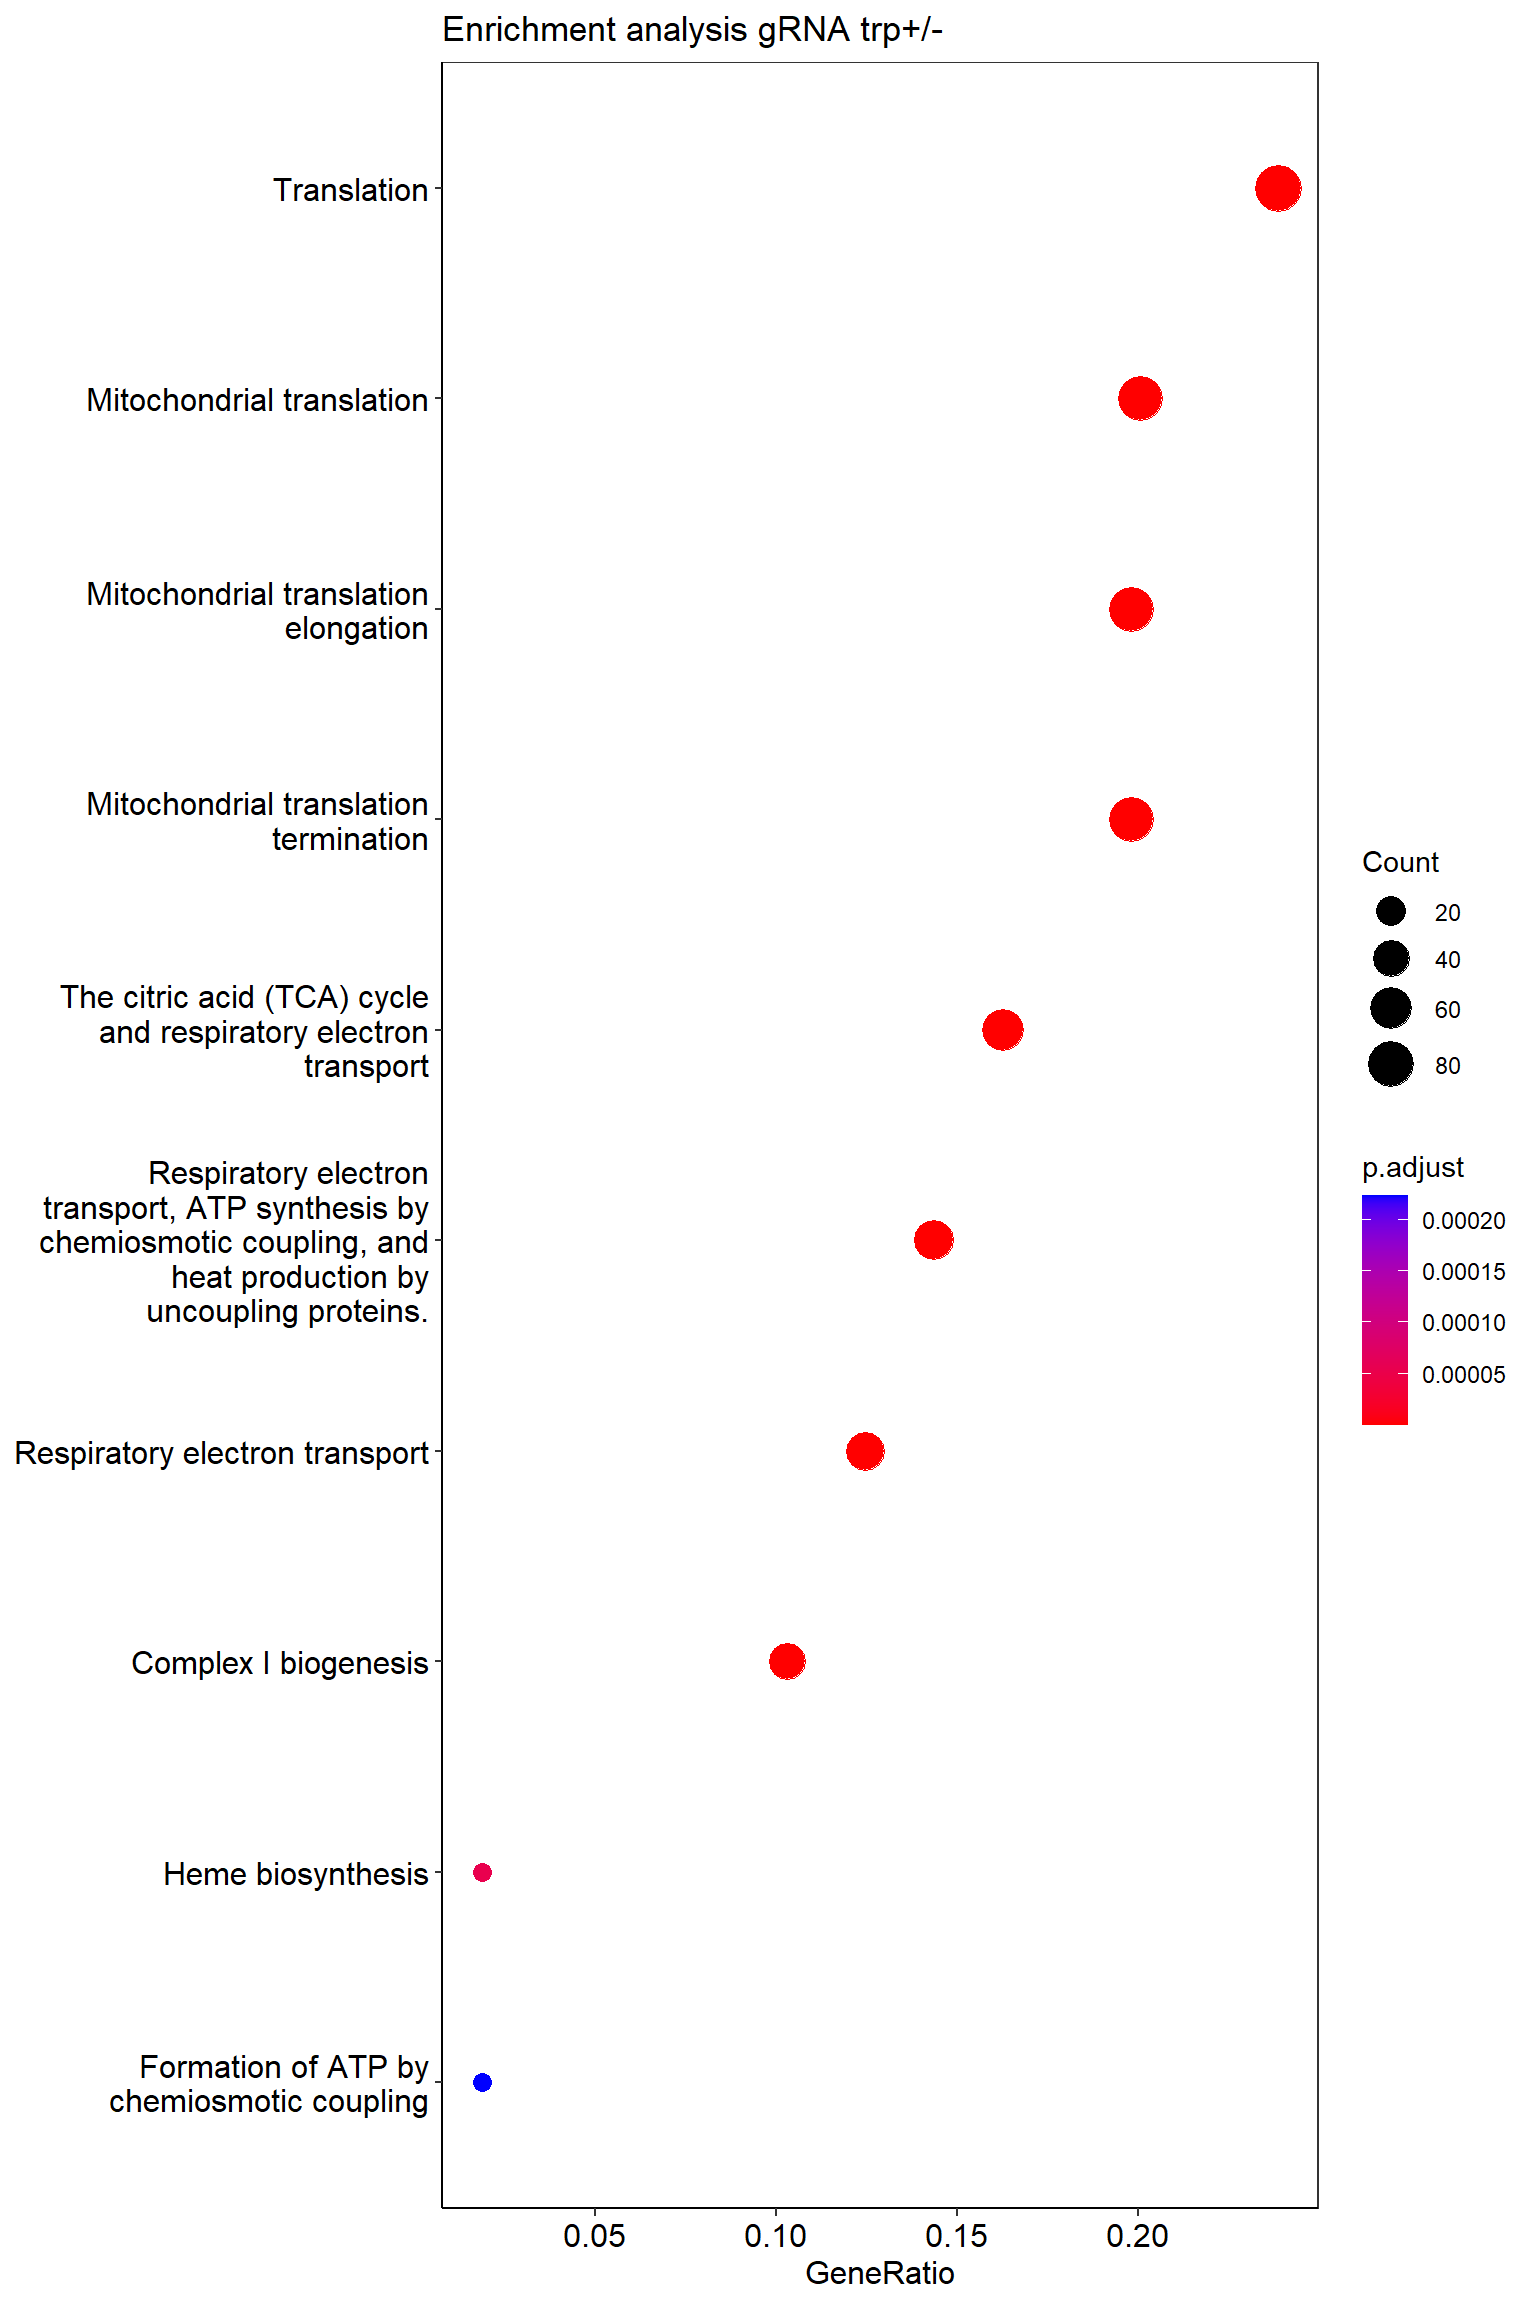 Enrichment analysis gRNA trp+/-
Translation
Mitochondrial translation
Mitochondrial translation
elongation
Mitochondrial translation
termination
The citric acid (TCA) cycle
and respiratory electron
transport
Respiratory electron
transport, ATP synthesis by
chemiosmotic coupling, and
heat production by
uncoupling proteins.
Respiratory electron transport
Complex I biogenesis
Heme biosynthesis
Formation of ATP by
chemiosmotic coupling
0.05 0.10 0.15 0.20
GeneRatio
Count
20
40
60
80
p.adjust
0.00020
0.00015
0.00010
0.00005